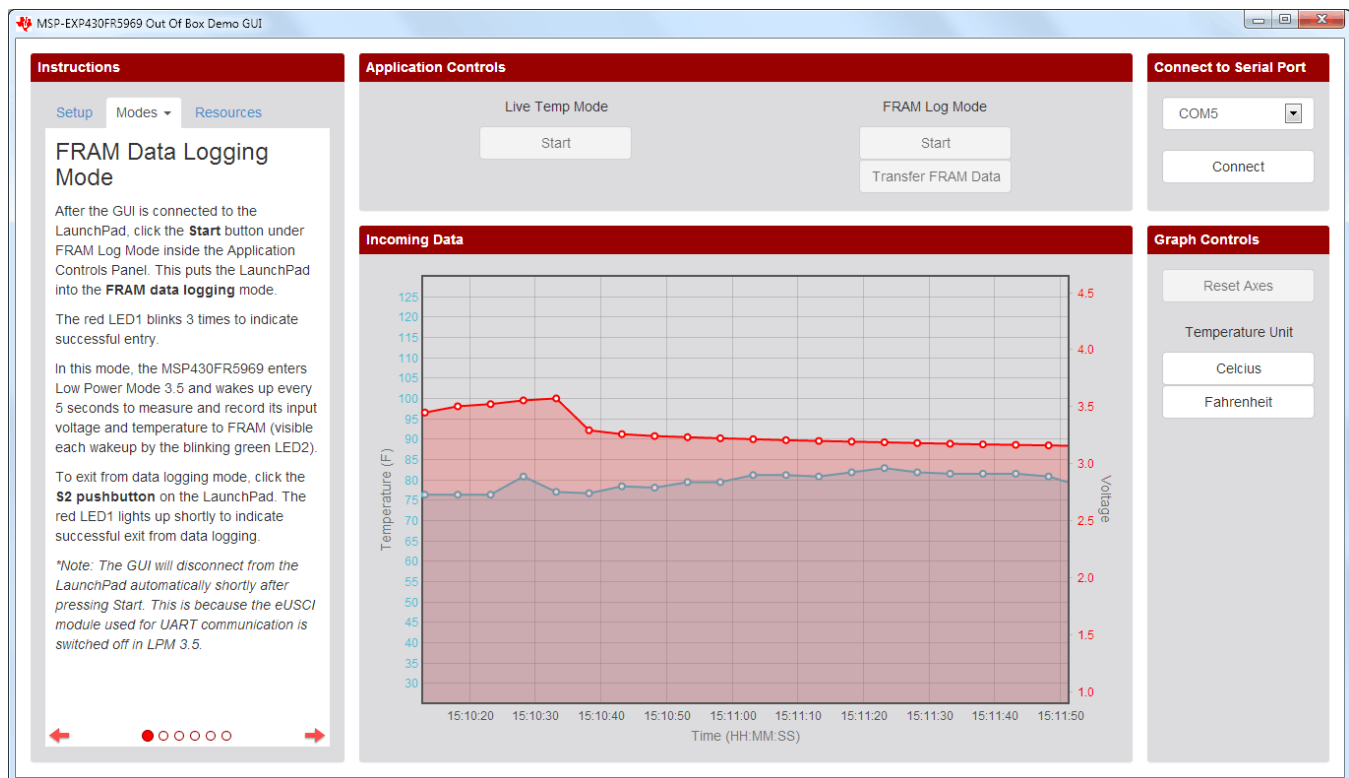 MSP-EXP430FR5969 Out Of Box Demo GUI
Instructions
Setup Modes Resources
FRAM Data Logging
Mode
After the GUI is connected to the
LaunchPad, click the Start button under
FRAM Log Mode inside the Application
Controls Panel. This puts the LaunchPad
into the FRAM data logging mode.
The red LED1 blinks 3 times to indicate
successful entry.
In this mode, the MSP430FR5969 enters
Low Power Mode 3.5 and wakes up every
5 seconds to measure and record its input
voltage and temperature to FRAM (visible
each wakeup by the blinking green LED2).
To exit from data logging mode, click the
S2 pushbutton on the LaunchPad. The
red LED1 lights up shortly to indicate
successful exit from data logging.
*Note: The GUI will disconnect from the
LaunchPad automatically shortly after
pressing Start. This is because the eUSCI
module used for UART communication is
switched off in LPM 3.5.
Application Controls
Live Temp Mode
Start
FRAM Log Mode
Start
Transfer FRAM Data
Connect to Serial Port
COM5
Connect
Incoming Data
Temperature (F)
125
120
115
110
105
100
95
90
85
80
75
70
65
60
55
50
45
40
35
30
4.5
4.0
3.5
3.0
2.5
2.0
1.5
1.0
Voltage
15:10:20 15:10:30 15:10:40 15:10:50 15:11:00 15:11:10 15:11:20 15:11:30 15:11:40 15:11:50
Time (HH:MM:SS)
Graph Controls
Reset Axes
Temperature Unit
Celcius
Fahrenheit